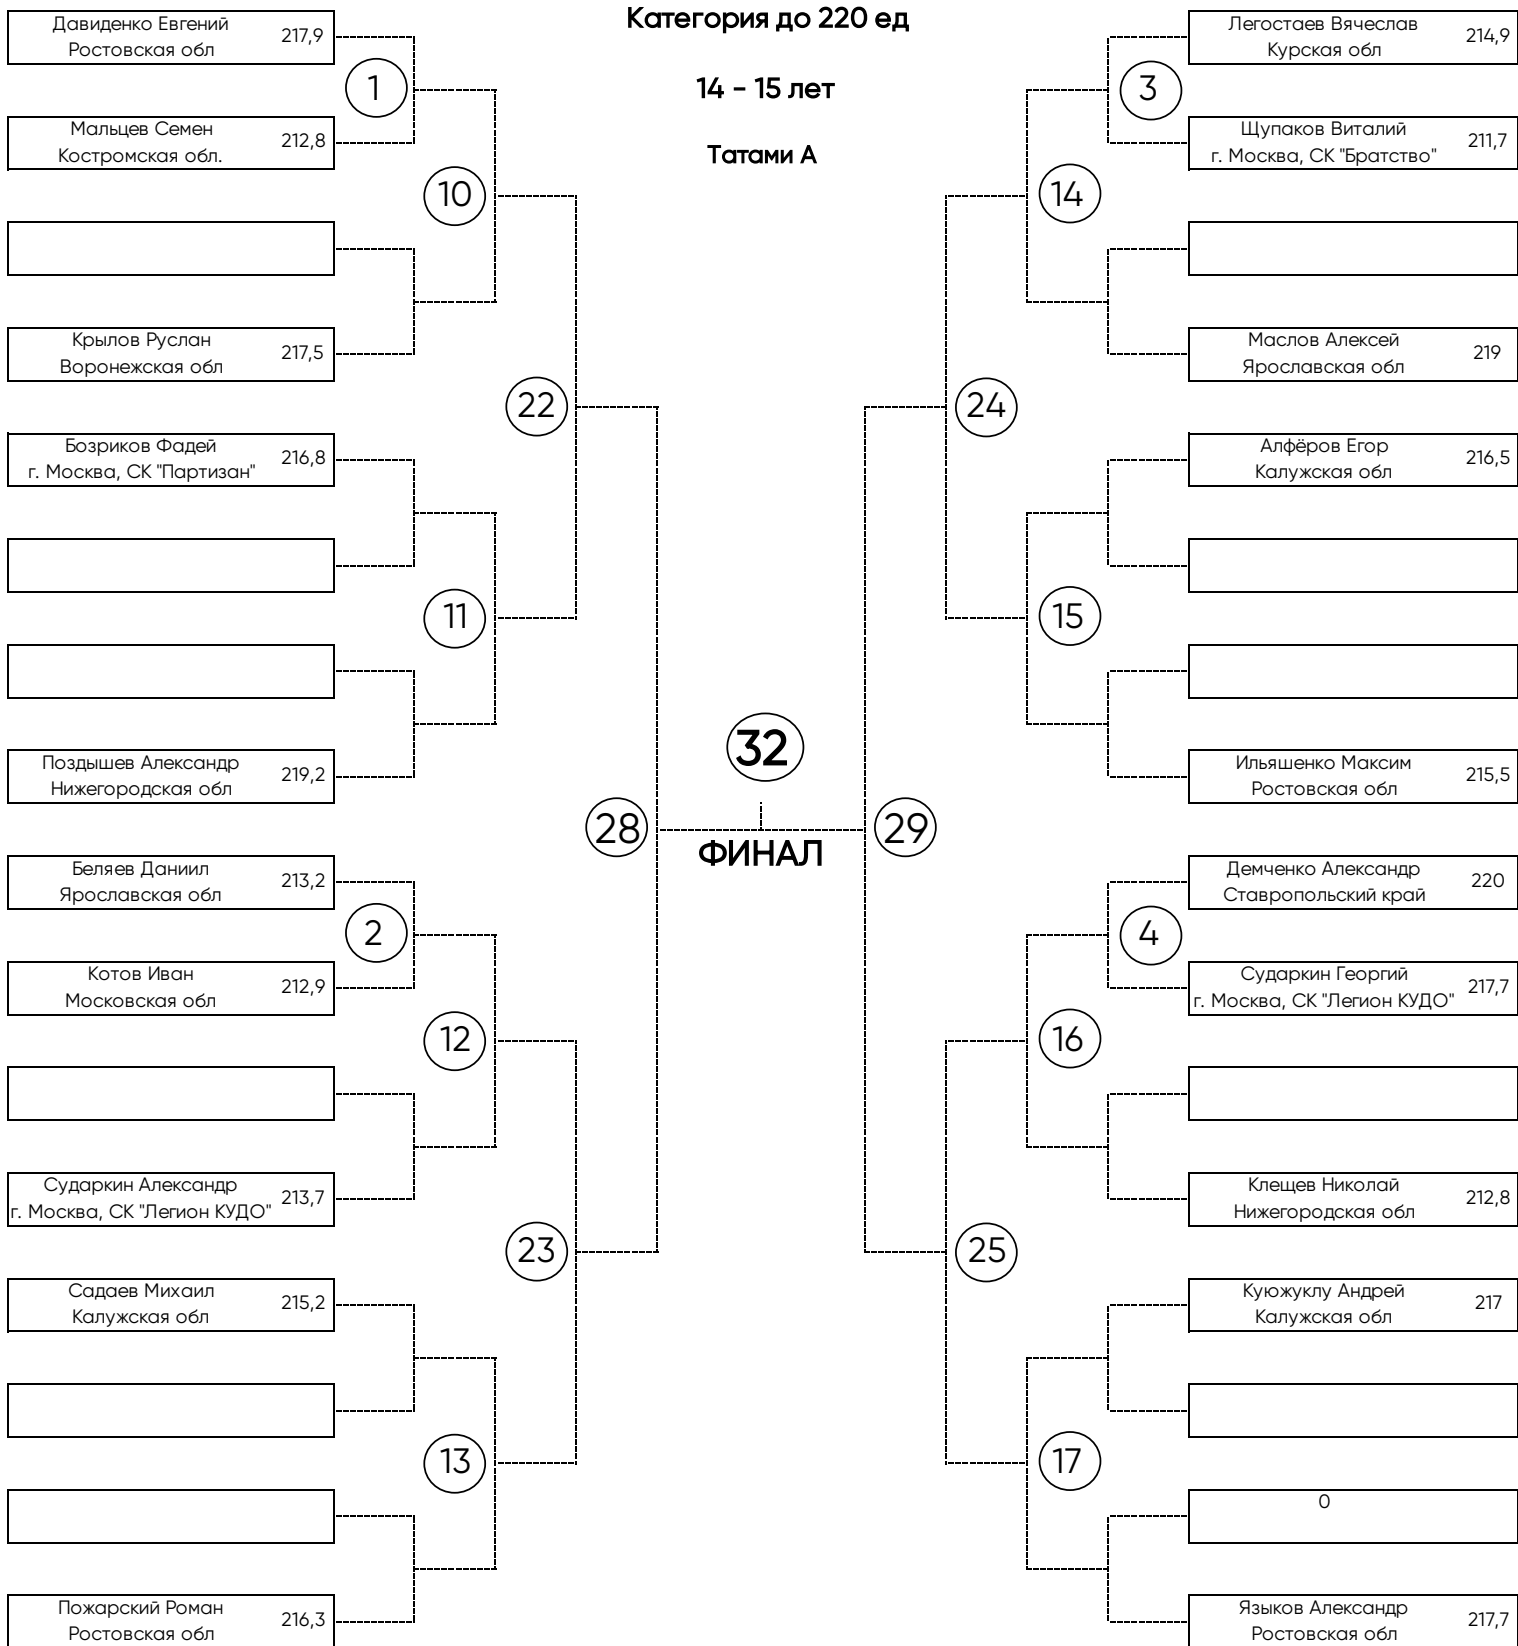 Категория до 220 ед
14 - 15 лет
Татами А
Давиденко Евгений
Ростовская обл
217,9
1
Мальцев Семен
Костромская обл.
212,8
10
Крылов Руслан
Воронежская обл
217,5
22
Бозриков Фадей
г. Москва, СК "Партизан"
216,8
11
Поздышев Александр
Нижегородская обл
219,2
28
Беляев Даниил
Ярославская обл
213,2
2
Котов Иван
Московская обл
212,9
12
Сударкин Александр
г. Москва, СК "Легион КУДО"
213,7
23
Садаев Михаил
Калужская обл
215,2
13
Пожарский Роман
Ростовская обл
216,3
32
ФИНАЛ
Легостаев Вячеслав
Курская обл
214,9
3
Щупаков Виталий
г. Москва, СК "Братство"
211,7
14
Маслов Алексей
Ярославская обл
219
24
Алфёров Егор
Калужская обл
216,5
15
Ильяшенко Максим
Ростовская обл
215,5
29
Демченко Александр
Ставропольский край
220
4
Сударкин Георгий
г. Москва, СК "Легион КУДО"
217,7
16
Клещев Николай
Нижегородская обл
212,8
25
Куюжуклу Андрей
Калужская обл
217
17
0
Языков Александр
Ростовская обл
217,7